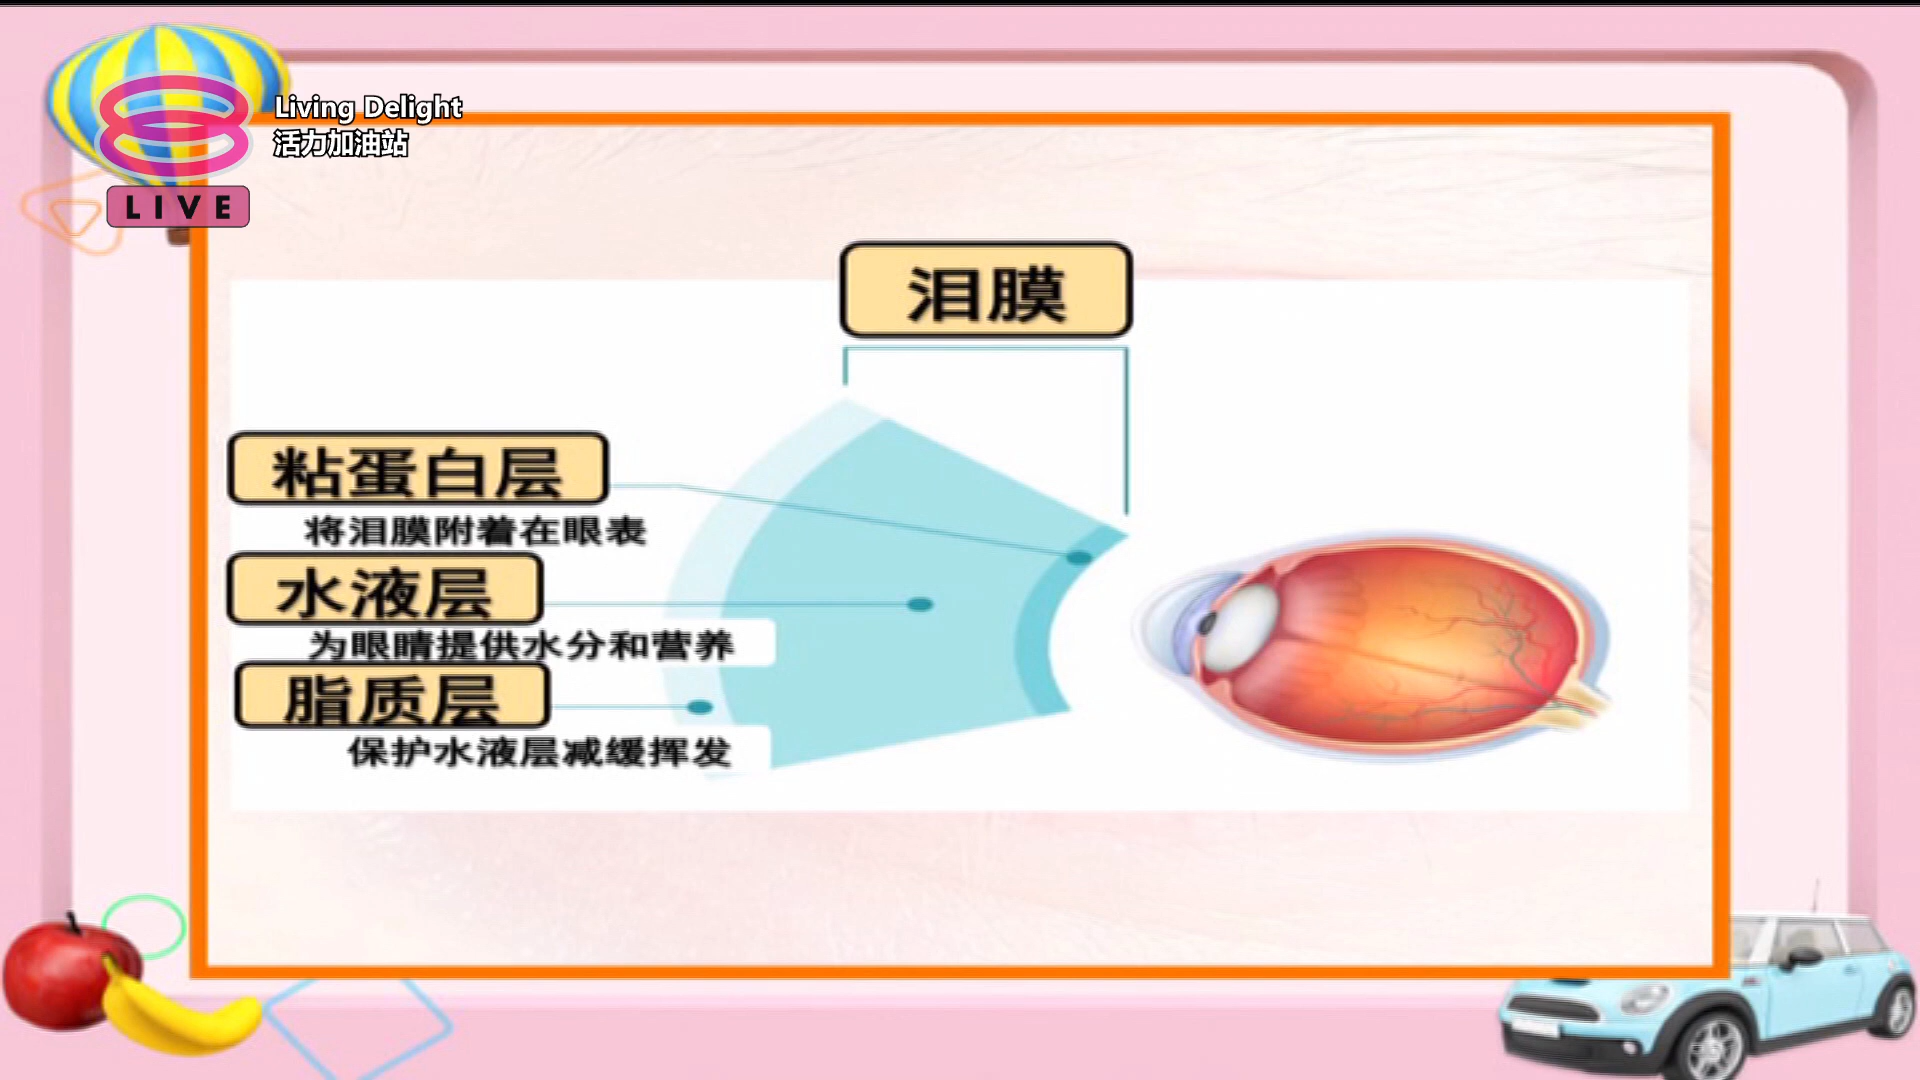 Living Delight
活力加油站
LIVE
泪膜
粘蛋白层
将泪膜附着在眼表
水液层
为眼睛提供水分和营养
脂质层
保护水液层减缓挥发